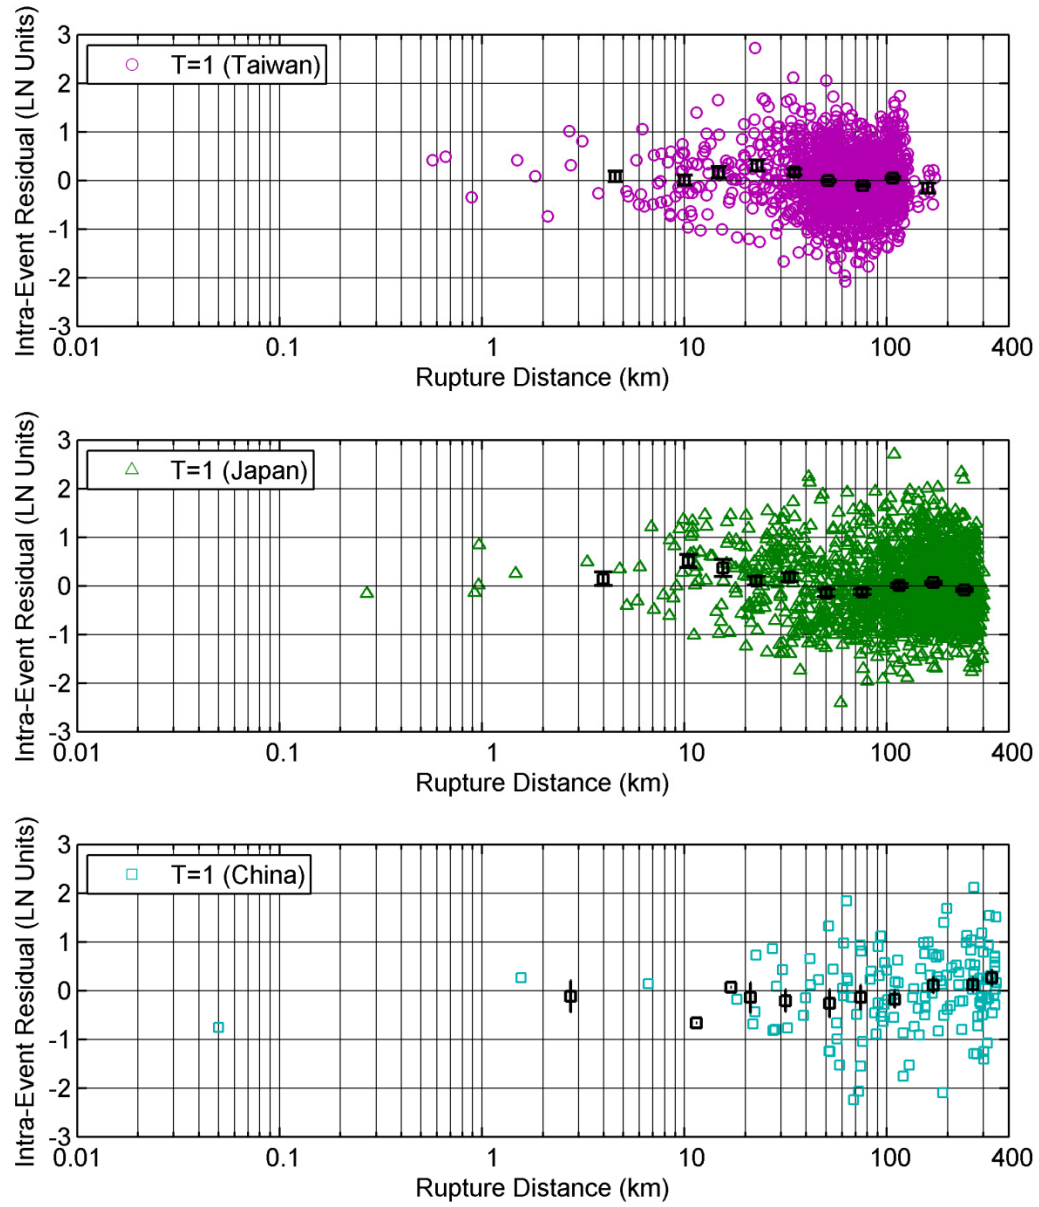 Intra-Event Residual (LN Units)
3
2
1
0
-1
-2
-3
T=1 (Taiwan)
0.01 0.1 1 10 100 400
Rupture Distance (km)
Intra-Event Residual (LN Units)
3
2
1
0
-1
-2
-3
T=1 (Japan)
0.01 0.1 1 10 100 400
Rupture Distance (km)
Intra-Event Residual (LN Units)
3
2
1
0
-1
-2
-3
T=1 (China)
0.01 0.1 1 10 100 400
Rupture Distance (km)